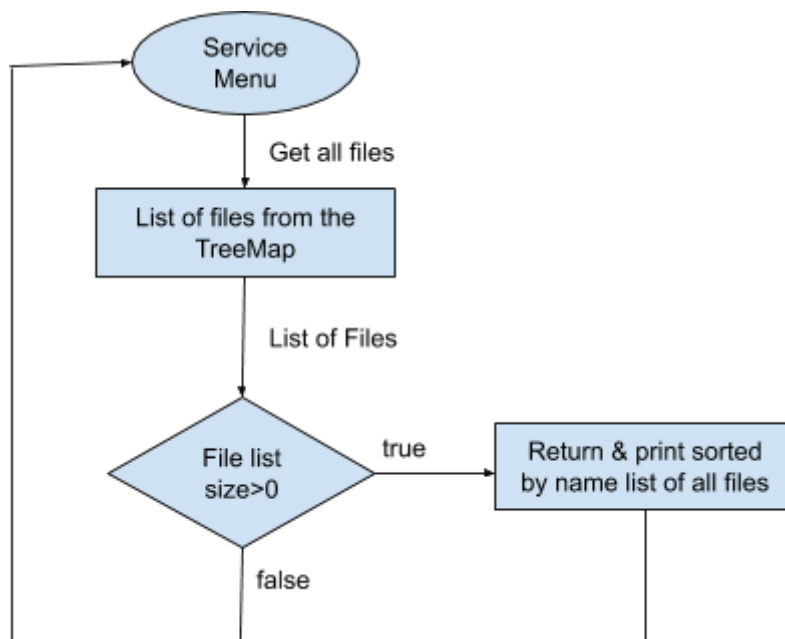 Service
Menu
Get all files
List of files from the
TreeMap
List of Files
File list
size>0
true
Return & print sorted
by name list of all files
false